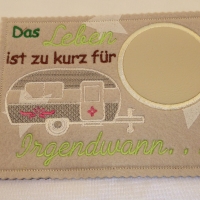 Das Leben
ist zu kurz für
Irgendwann. . .